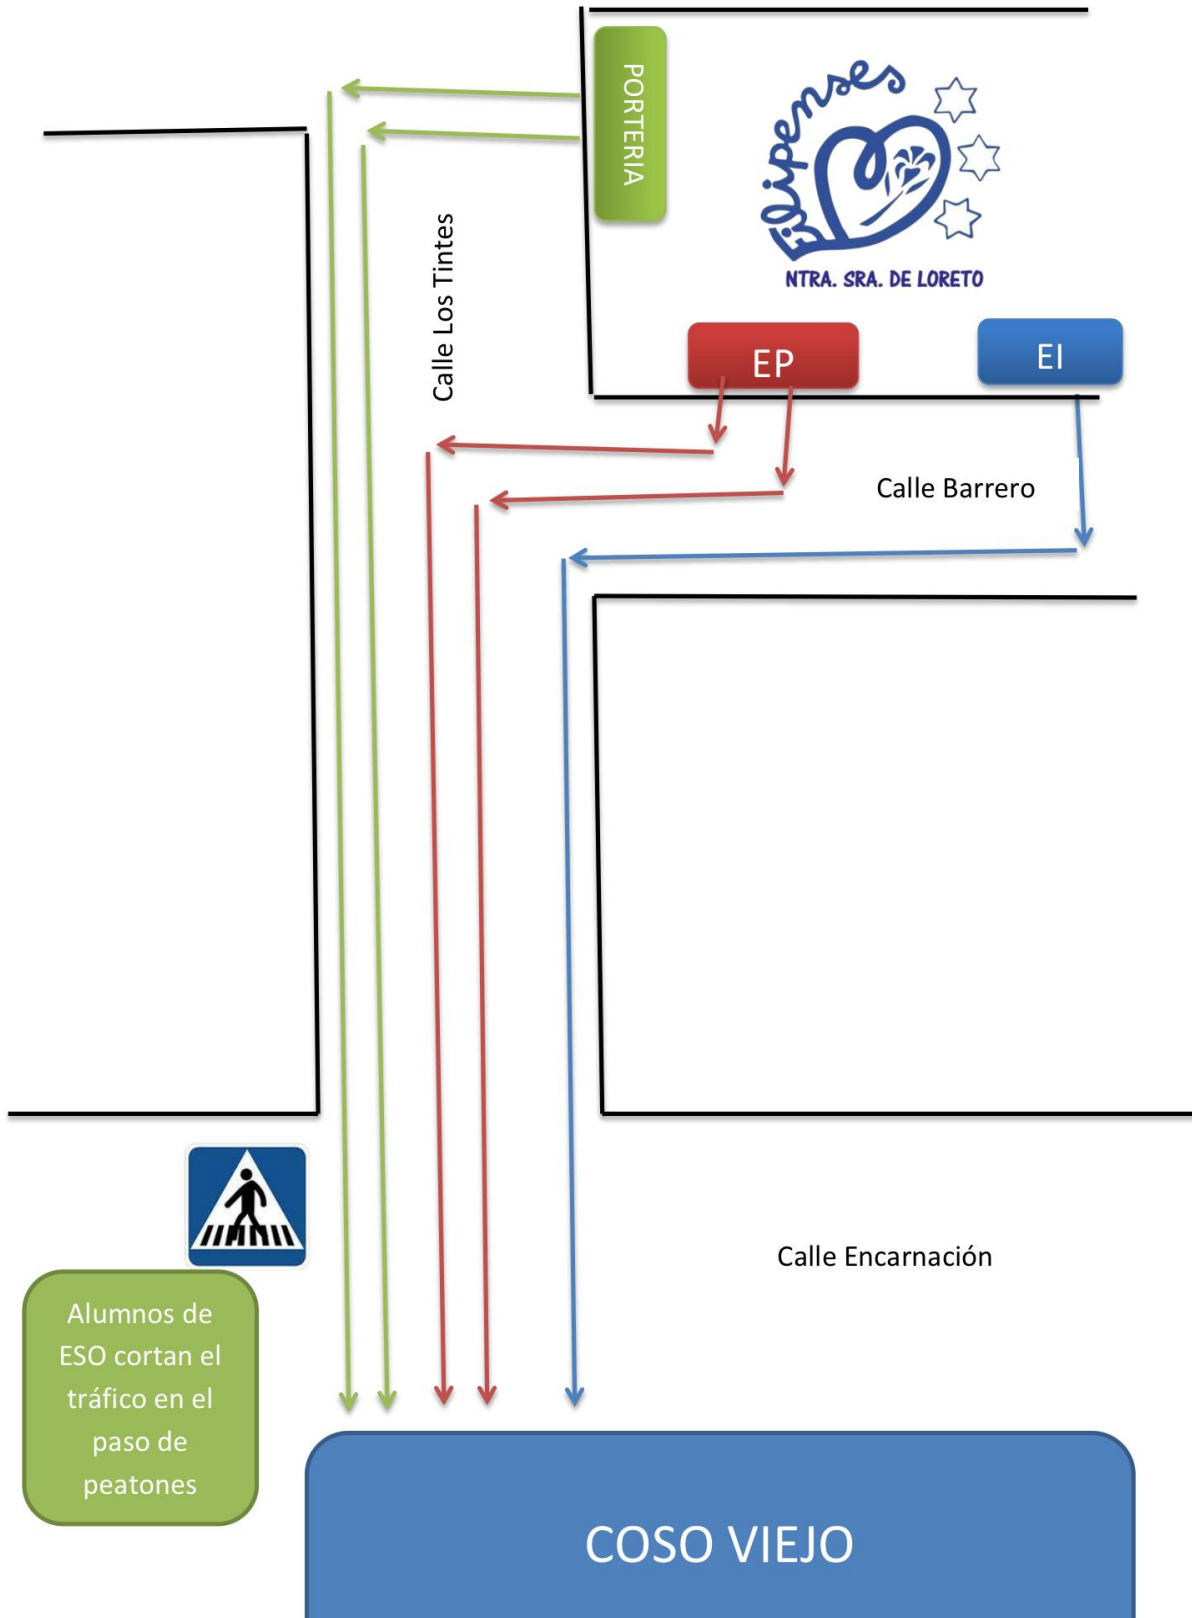 PORTERIA
Filipenses
NTRA. SRA. DE LORETO
Calle Los Tintes
EP
EI
Calle Barrero
Calle Encarnación
Alumnos de
ESO cortan el
tráfico en el
paso de
peatones
COSO VIEJO